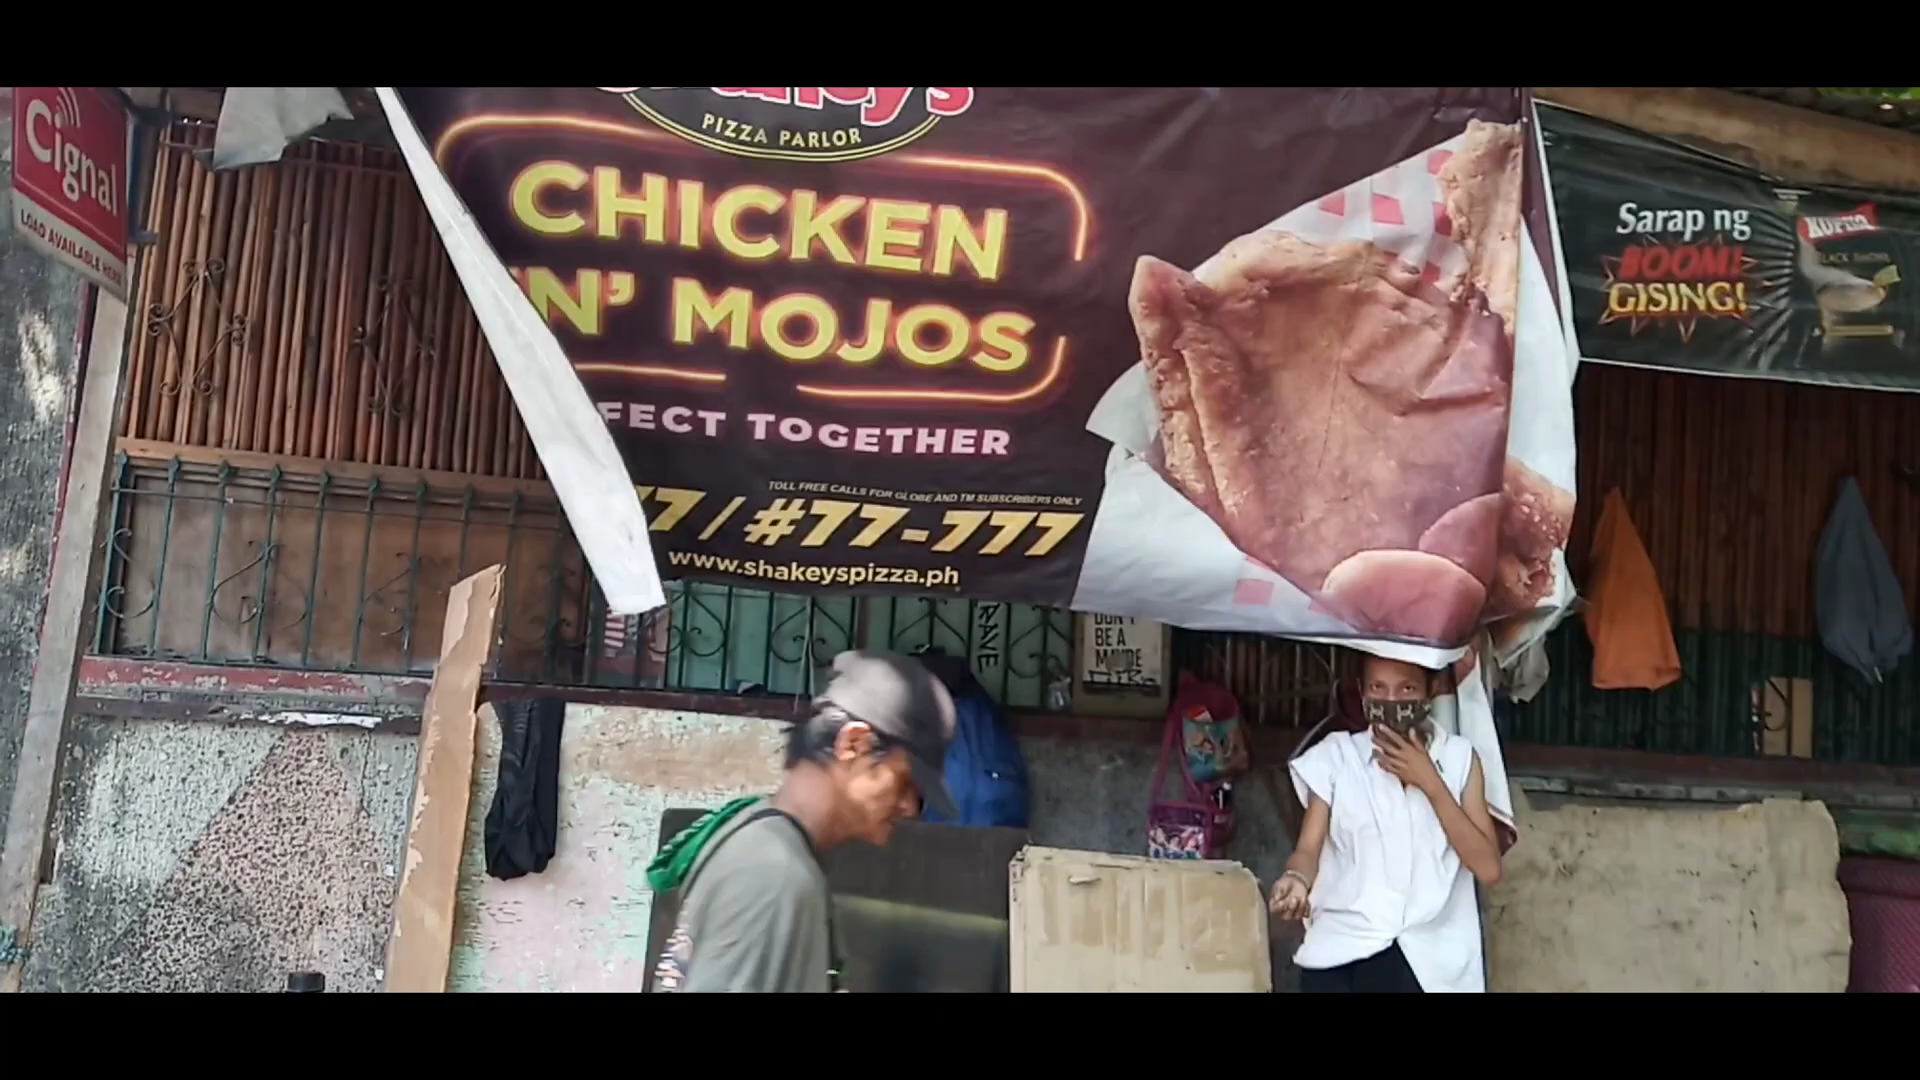 Cignal
LOAD AVAILABLE HERE
PIZZA PARLOR
CHICKEN
'N' MOJOS
FECT TOGETHER
TOLL FREE CALLS FOR GLOBE AND TM SUBSCRIBERS ONLY
7 / #77-777
www.shakeyspizza.ph
Sarap ng
BOOM!
GISING!
DON'T
BE A